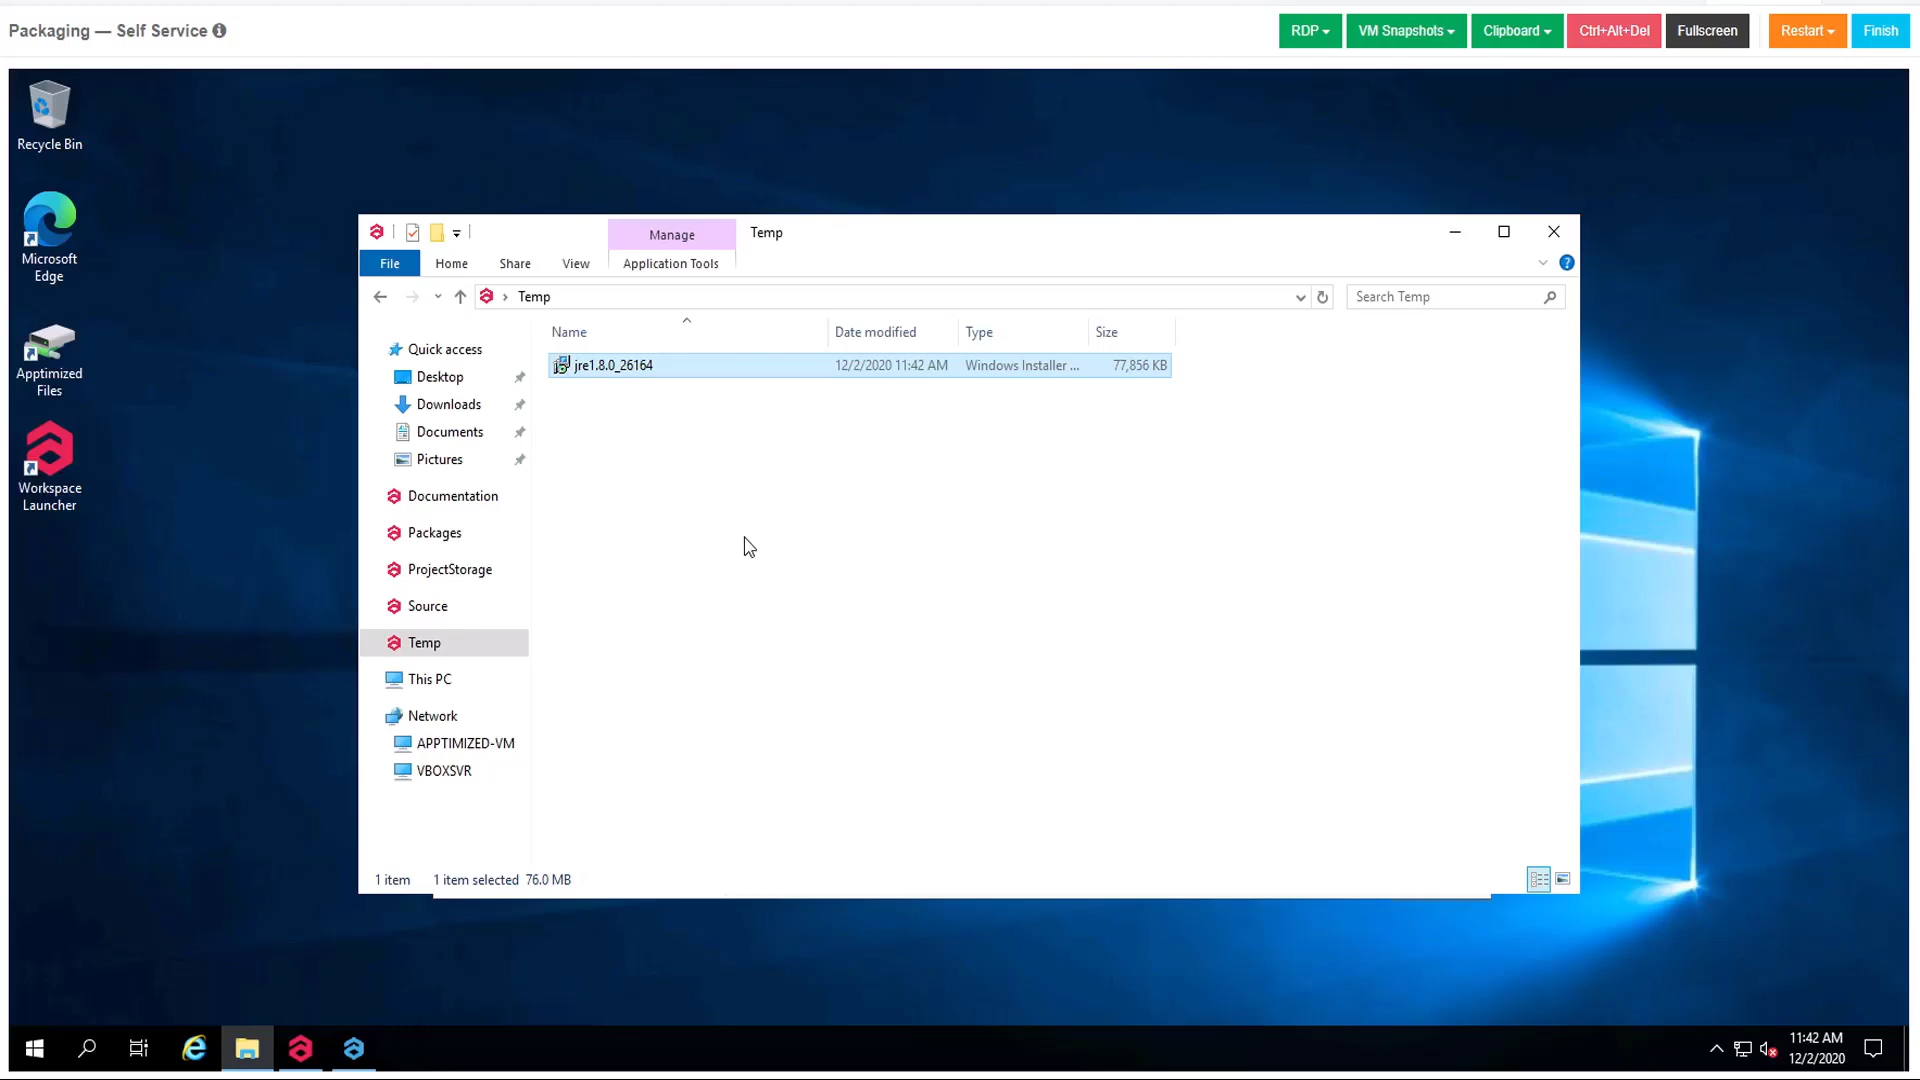 Packaging — Self Service
RDP
VM Snapshots
Clipboard
Ctrl+Alt+Del
Fullscreen
Restart
Finish
Recycle Bin
Microsoft
Edge
Apptimized
Files
Workspace
Launcher
Manage
Temp
File
Home
Share
View
Application Tools
Temp
Search Temp
Name
Date modified
Type
Size
jre1.8.0_26164
12/2/2020 11:42 AM
Windows Installer ...
77,856 KB
Quick access
Desktop
Downloads
Documents
Pictures
Documentation
Packages
ProjectStorage
Source
Temp
This PC
Network
APPTIMIZED-VM
VBOXSVR
1 item
1 item selected 76.0 MB
11:42 AM
12/2/2020